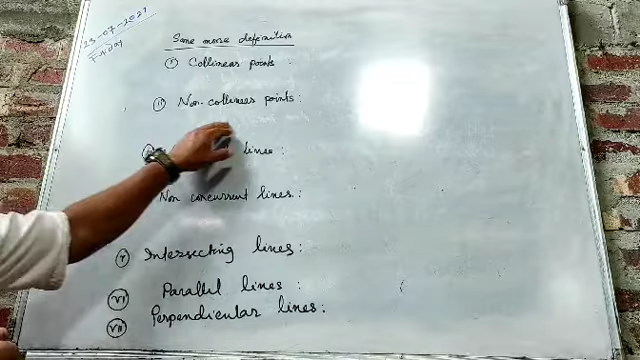 23-07-2021
Friday
Some more definition
(i) Collinear points :
(ii) Non-collinear points :
lines :
Non concurrent lines :
(v) Intersecting lines :
(VI) Parallel lines :
(VII) Perpendicular lines :